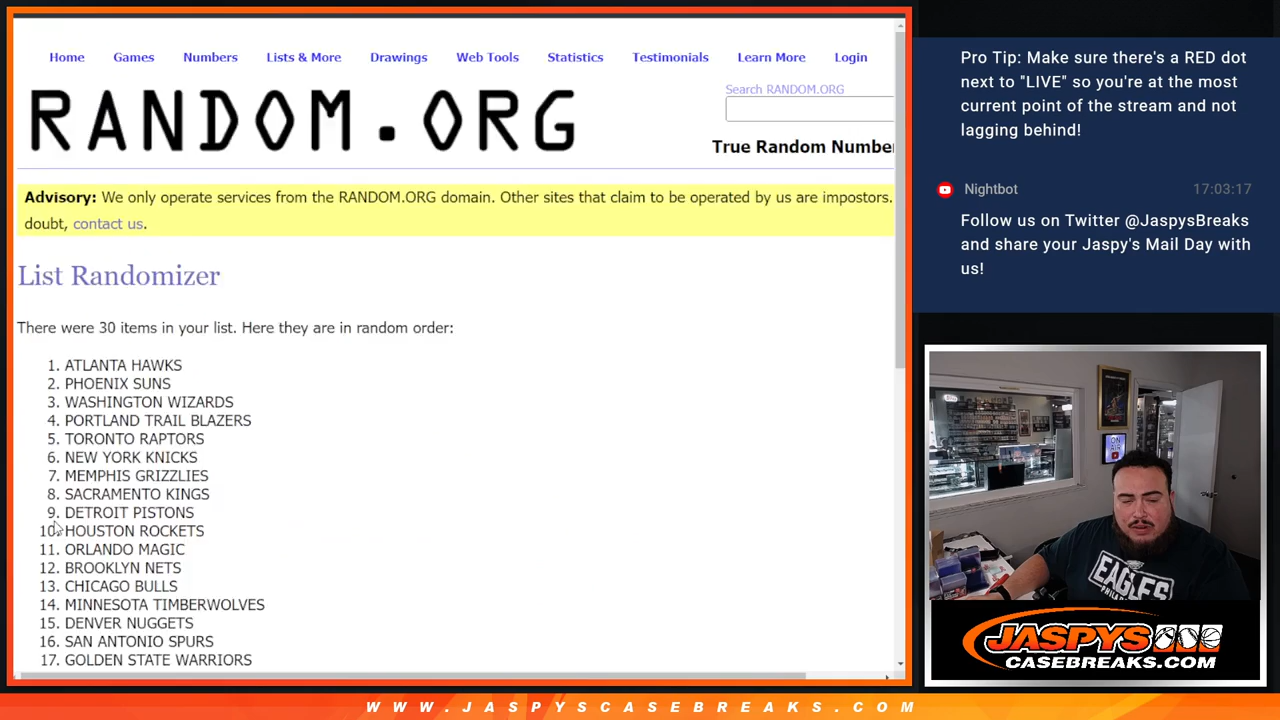 Home Games Numbers Lists & More Drawings Web Tools Statistics Testimonials Learn More Login
Search RANDOM.ORG
RANDOM.ORG
True Random Number
Advisory: We only operate services from the RANDOM.ORG domain. Other sites that claim to be operated by us are impostors.
doubt, contact us.
List Randomizer
There were 30 items in your list. Here they are in random order:
1. ATLANTA HAWKS
2. PHOENIX SUNS
3. WASHINGTON WIZARDS
4. PORTLAND TRAIL BLAZERS
5. TORONTO RAPTORS
6. NEW YORK KNICKS
7. MEMPHIS GRIZZLIES
8. SACRAMENTO KINGS
9. DETROIT PISTONS
10. HOUSTON ROCKETS
11. ORLANDO MAGIC
12. BROOKLYN NETS
13. CHICAGO BULLS
14. MINNESOTA TIMBERWOLVES
15. DENVER NUGGETS
16. SAN ANTONIO SPURS
17. GOLDEN STATE WARRIORS
Pro Tip: Make sure there's a RED dot
next to "LIVE" so you're at the most
current point of the stream and not
lagging behind!
Nightbot 17:03:17
Follow us on Twitter @JaspysBreaks
and share your Jaspy's Mail Day with
us!
ON AIR
EAGLES
JASPYS
CASEBREAKS.COM
WWW.JASPYSCASEBREAKS.COM